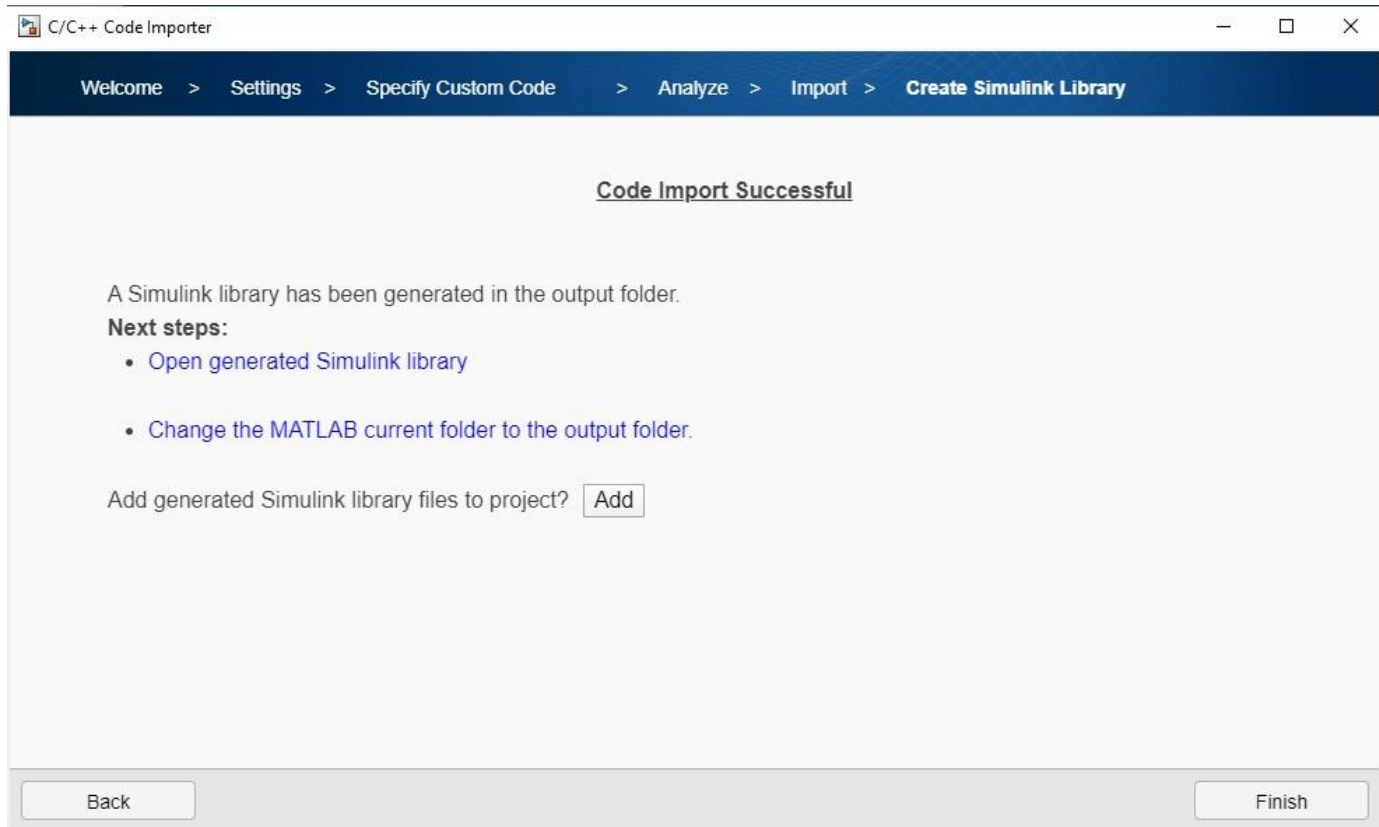 C/C++ Code Importer
Welcome > Settings > Specify Custom Code > Analyze > Import > Create Simulink Library
Code Import Successful
A Simulink library has been generated in the output folder.
Next steps:
• Open generated Simulink library
• Change the MATLAB current folder to the output folder.
Add generated Simulink library files to project? Add
Back Finish